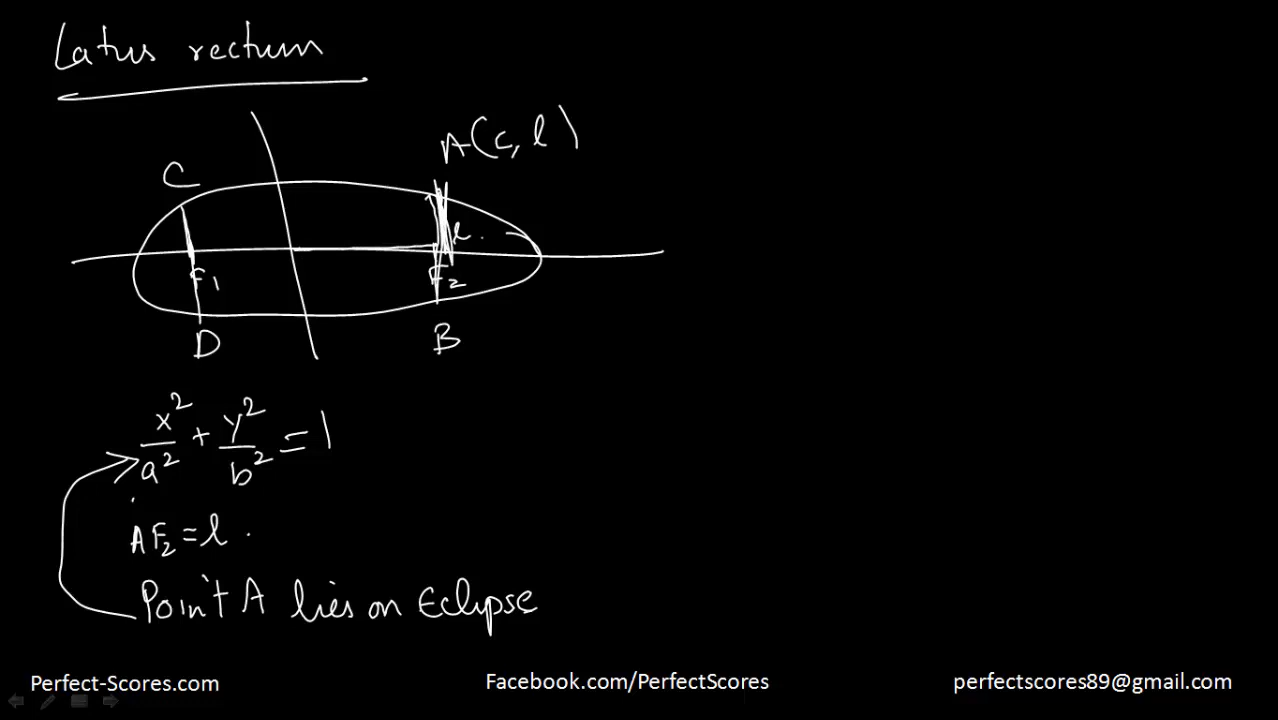 Latus rectum
A(c, l)
C
l.
F1
F2
D
B
x²/a² + y²/b² = 1
AF₂ = l .
Point A lies on Eclipse
Perfect-Scores.com
Facebook.com/PerfectScores
perfectscores89@gmail.com